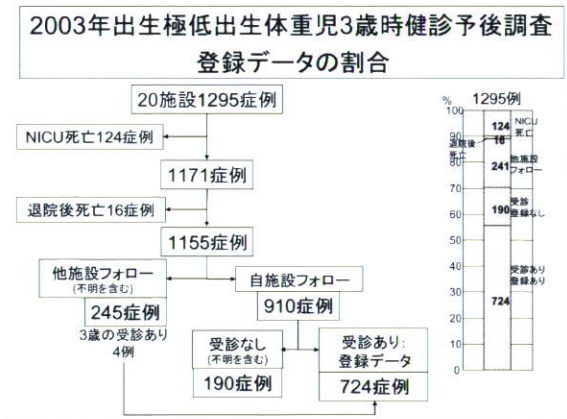 2003年出生極低出生体重児3歳時健診予後調査
登録データの割合
20施設1295症例
NICU死亡124症例
1171症例
退院後死亡16症例
1155症例
他施設フォロー
(不明を含む)
245症例
3歳の受診あり
4例
自施設フォロー
910症例
受診なし
(不明を含む)
190症例
受診あり:
登録データ
724症例
% 1295例
100
90
80
70
60
50
40
30
20
10
0
124
NICU
死亡
退院後
死亡
16
241
他施設
フォロー
190
受診
登録なし
724
受診あり
登録あり